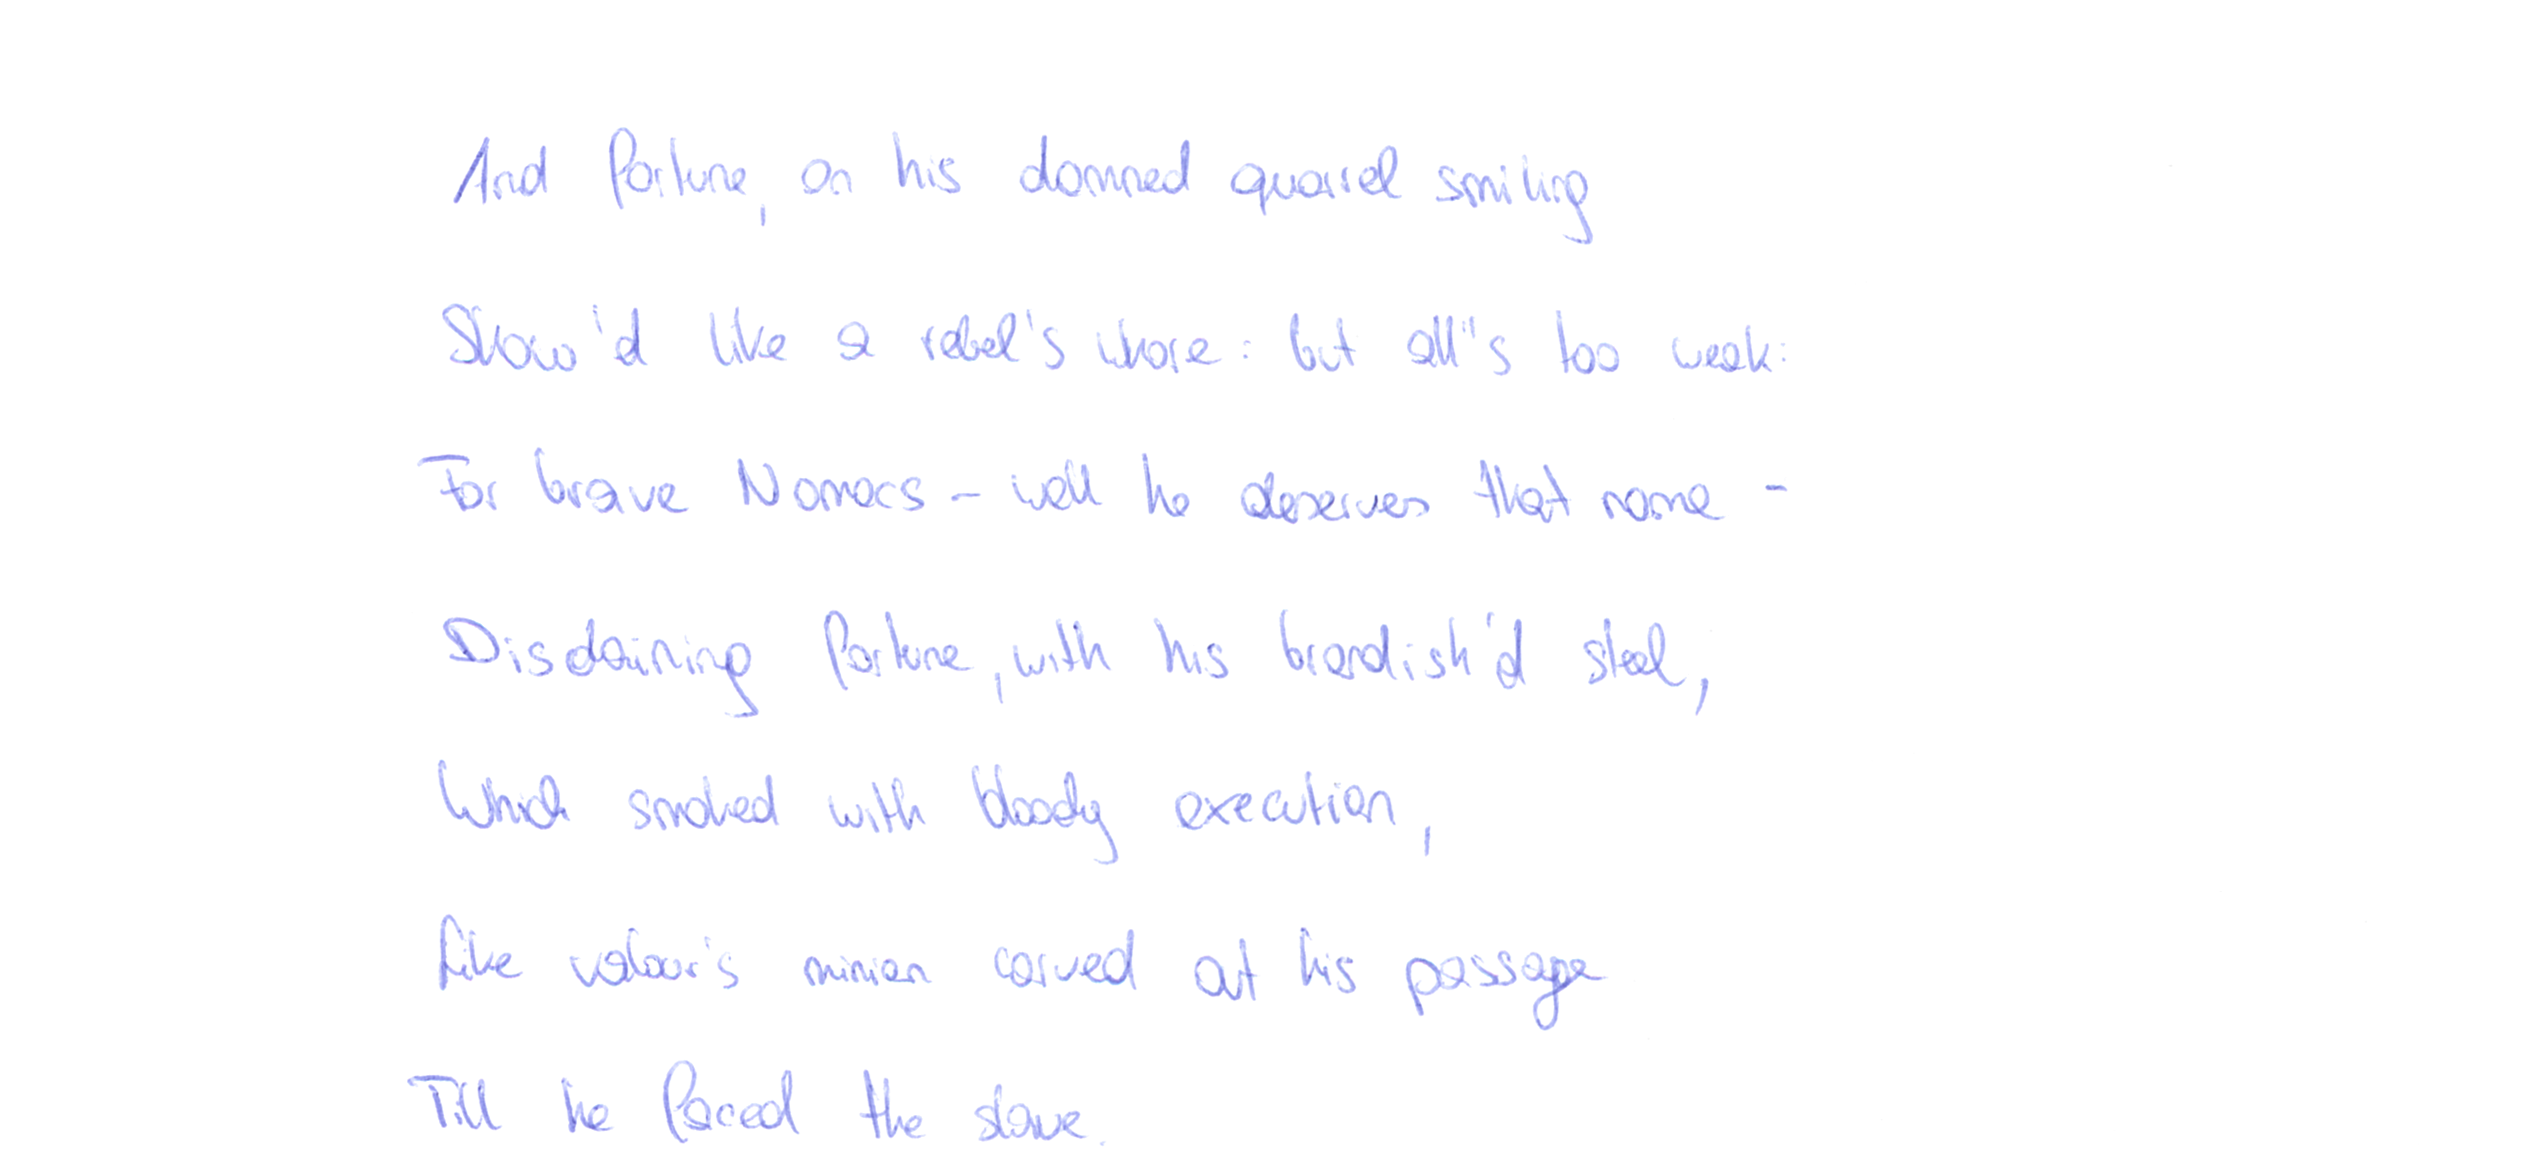 And fortune, on his damned quarrel smiling
Show'd like a rebel's whore: but all"s too weak:
For brave Nomacs - well he deserves that name -
Disdaining fortune, with his brandish'd steel,
Which smoked with bloody execution,
Like valour's minion carved out his passage
Till he faced the slave.